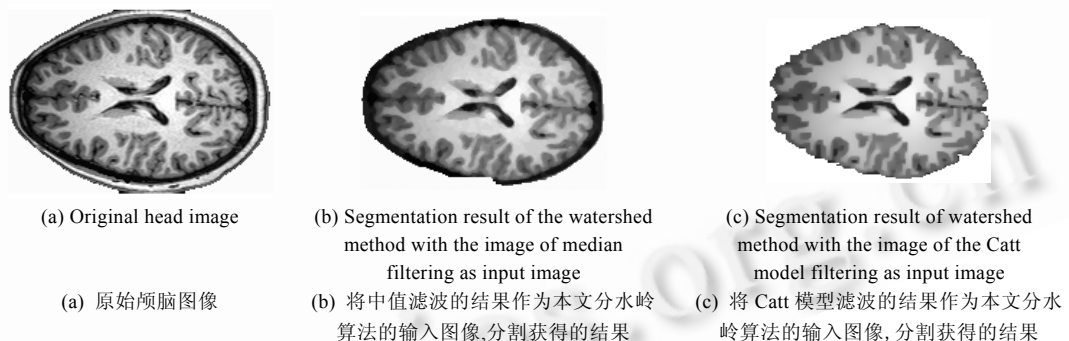 (a) Original head image
(b) Segmentation result of the watershed
method with the image of median
filtering as input image
(c) Segmentation result of watershed
method with the image of the Catt
model filtering as input image
(a) 原始颅脑图像
(b) 将中值滤波的结果作为本文分水岭
算法的输入图像,分割获得的结果
(c) 将 Catt 模型滤波的结果作为本文分水
岭算法的输入图像, 分割获得的结果
.org.cn